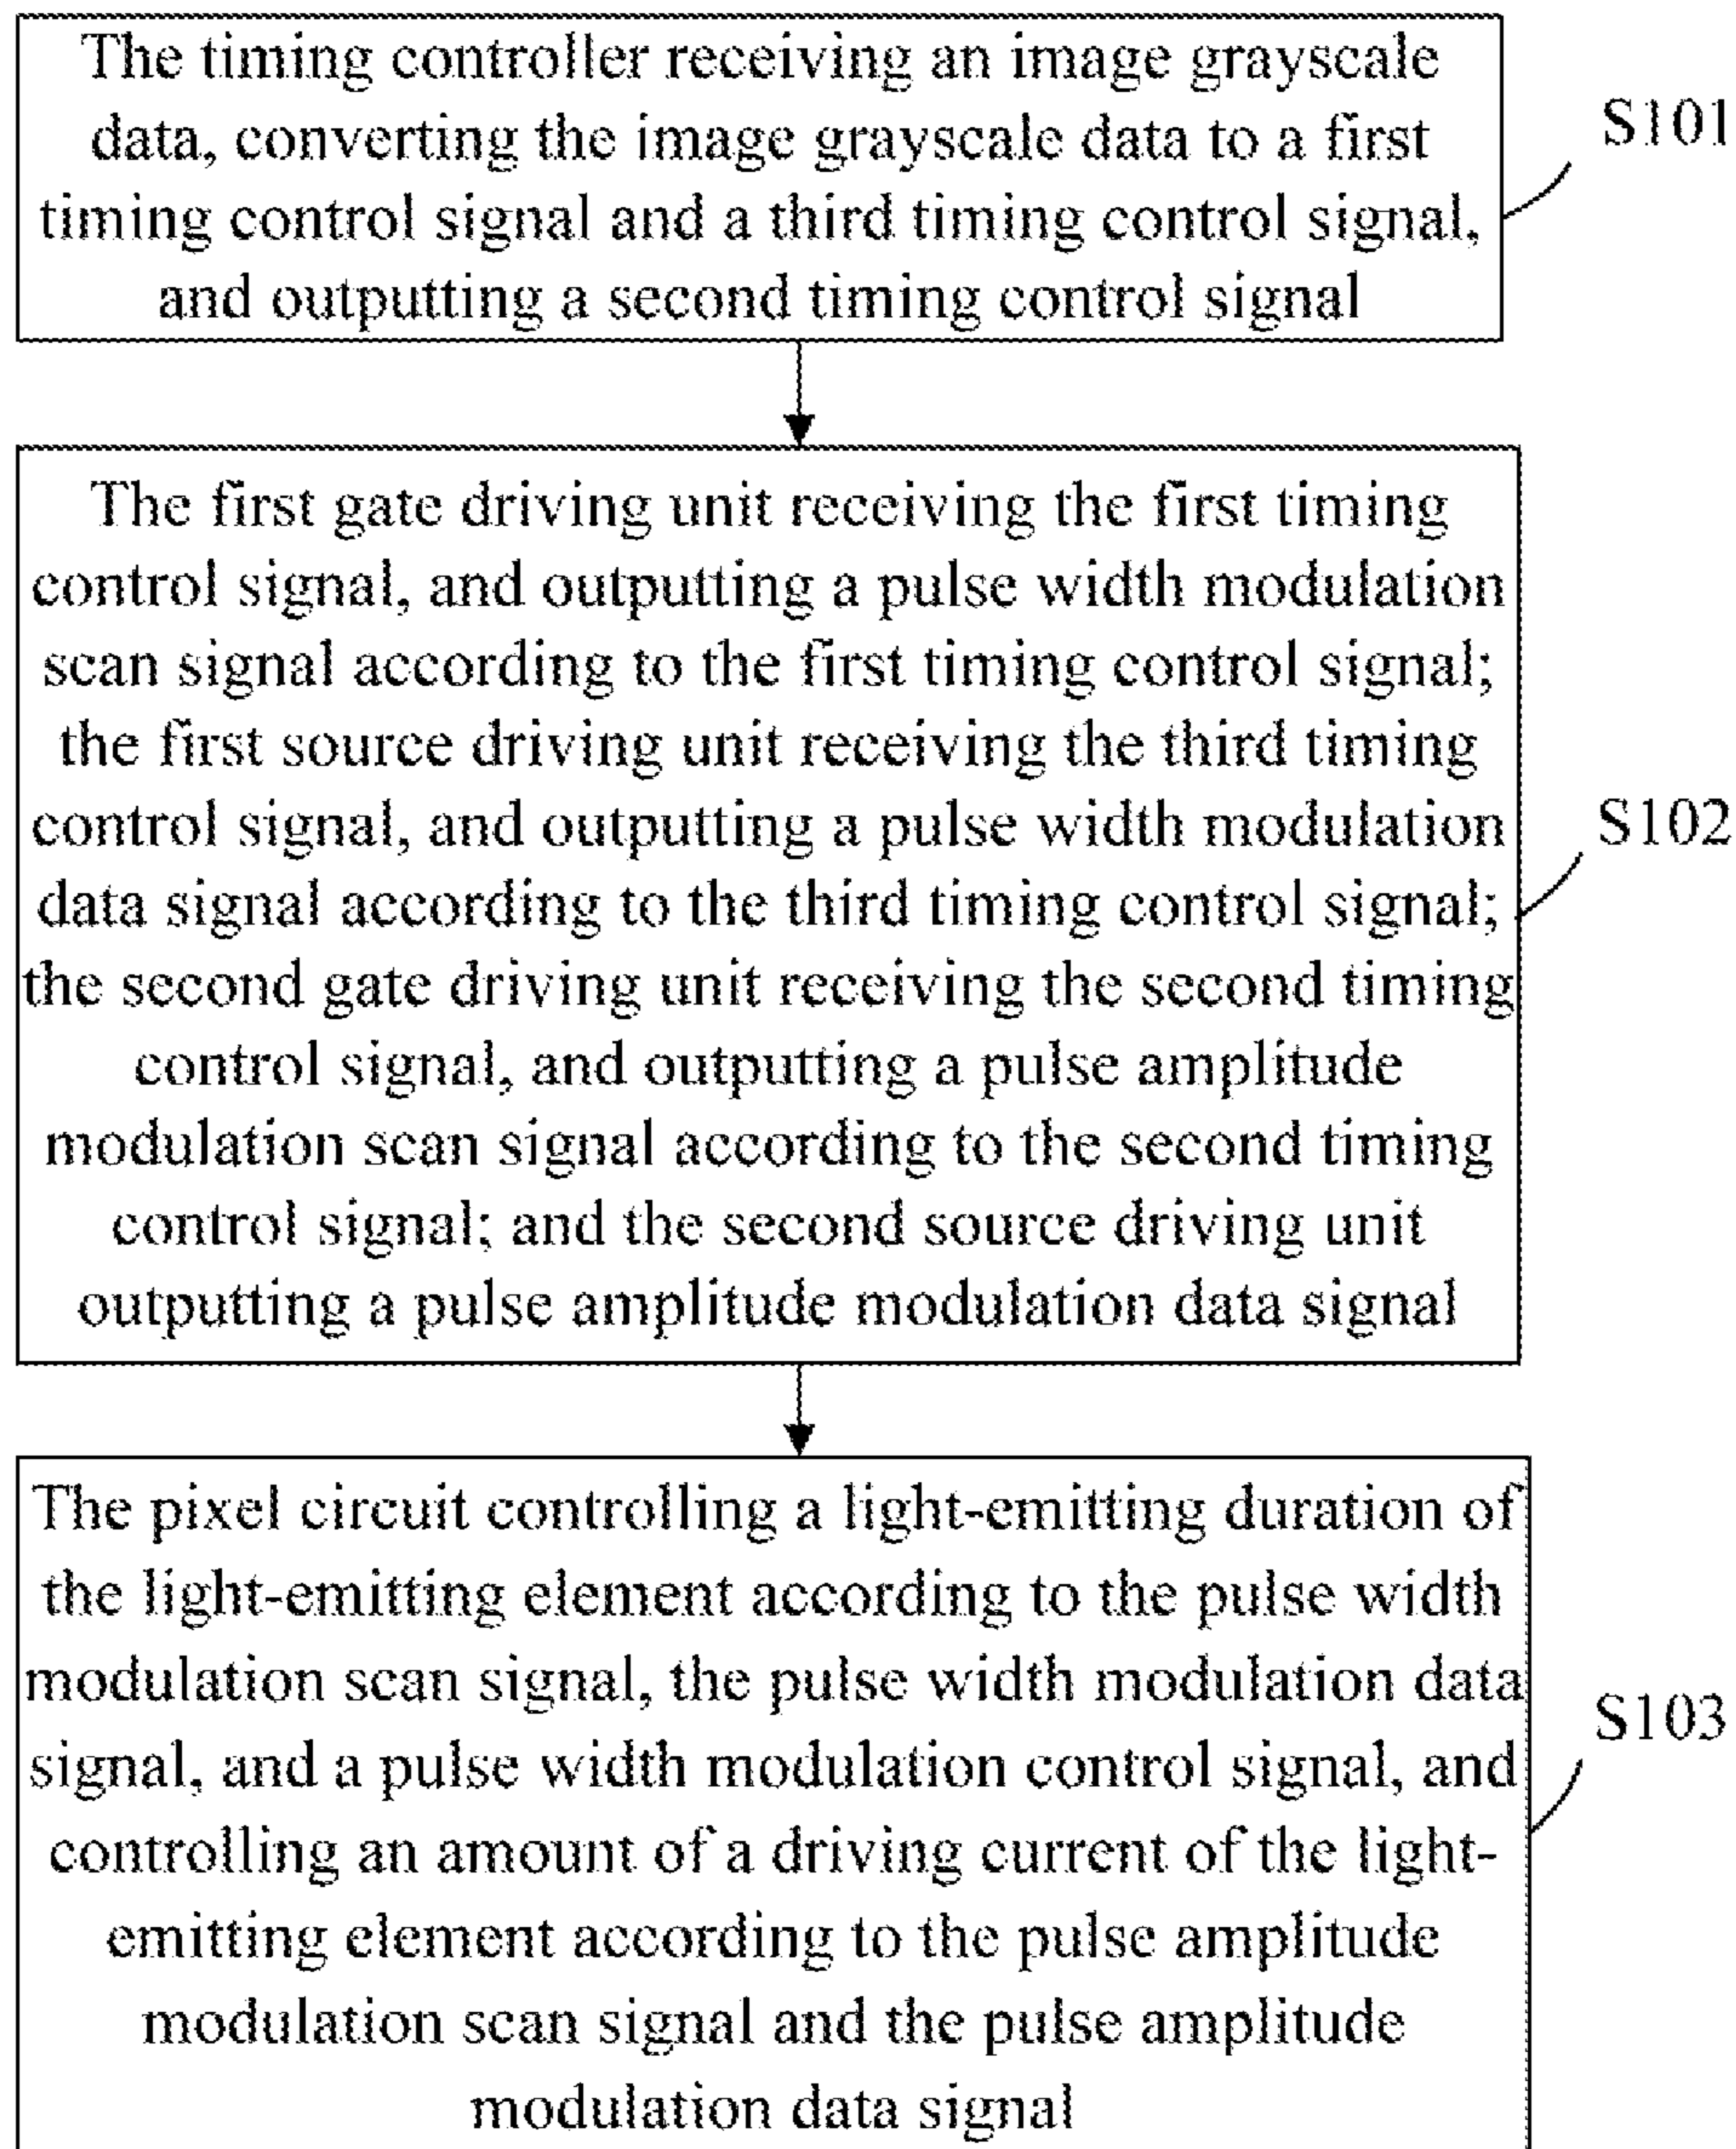 The timing controller receiving an image grayscale
data, converting the image grayscale data to a first
timing control signal and a third timing control signal,
and outputting a second timing control signal
S101
The first gate driving unit receiving the first timing
control signal, and outputting a pulse width modulation
scan signal according to the first timing control signal;
the first source driving unit receiving the third timing
control signal, and outputting a pulse width modulation
data signal according to the third timing control signal;
the second gate driving unit receiving the second timing
control signal, and outputting a pulse amplitude
modulation scan signal according to the second timing
control signal; and the second source driving unit
outputting a pulse amplitude modulation data signal
S102
The pixel circuit controlling a light-emitting duration of
the light-emitting element according to the pulse width
modulation scan signal, the pulse width modulation data
signal, and a pulse width modulation control signal, and
controlling an amount of a driving current of the light-
emitting element according to the pulse amplitude
modulation scan signal and the pulse amplitude
modulation data signal
S103